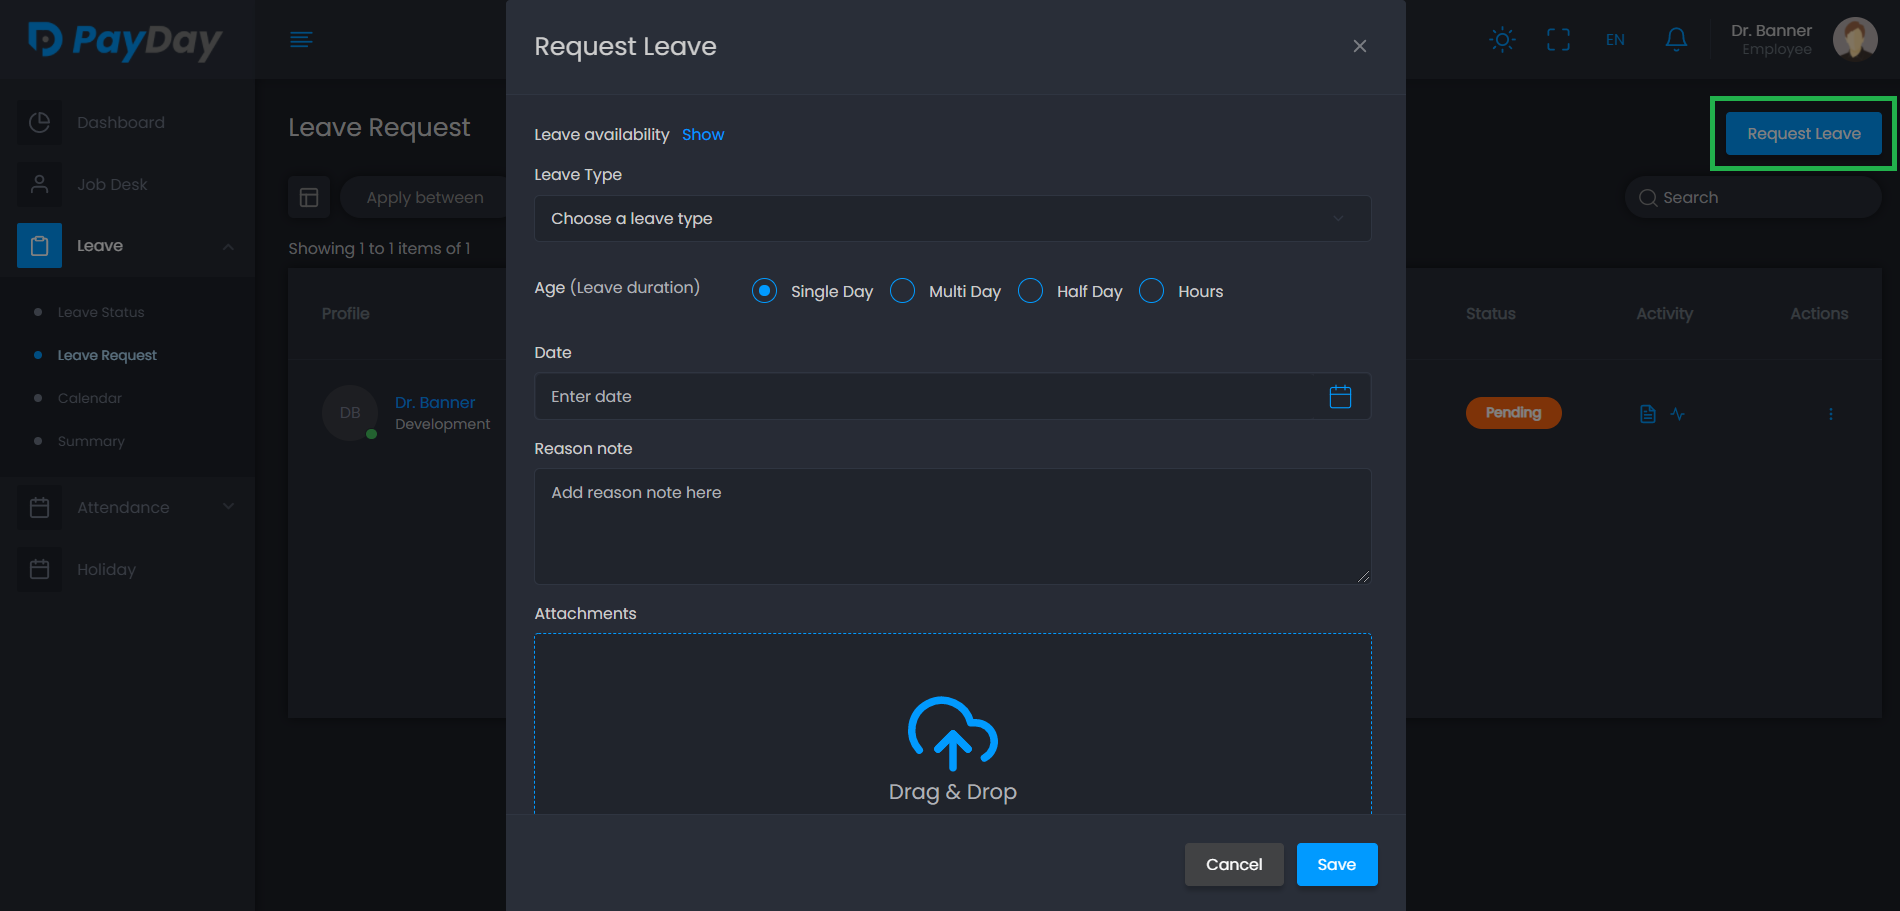 PayDay
EN
Dr. Banner
Employee
Dashboard
Job Desk
Leave
Leave Status
Leave Request
Calendar
Summary
Attendance
Holiday
Leave Request
Request Leave
Apply between
Search
Showing 1 to 1 items of 1
Profile
Status
Activity
Actions
DB
Dr. Banner
Development
Pending
Request Leave
Leave availability Show
Leave Type
Choose a leave type
Age (Leave duration)
Single Day
Multi Day
Half Day
Hours
Date
Enter date
Reason note
Add reason note here
Attachments
Drag & Drop
Cancel
Save